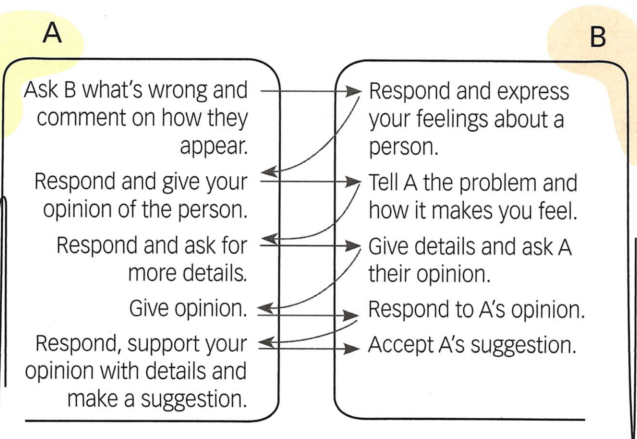 A
B
Ask B what's wrong and
comment on how they
appear.
Respond and express
your feelings about a
person.
Respond and give your
opinion of the person.
Tell A the problem and
how it makes you feel.
Respond and ask for
more details.
Give details and ask A
their opinion.
Give opinion.
Respond to A's opinion.
Respond, support your
opinion with details and
make a suggestion.
Accept A's suggestion.